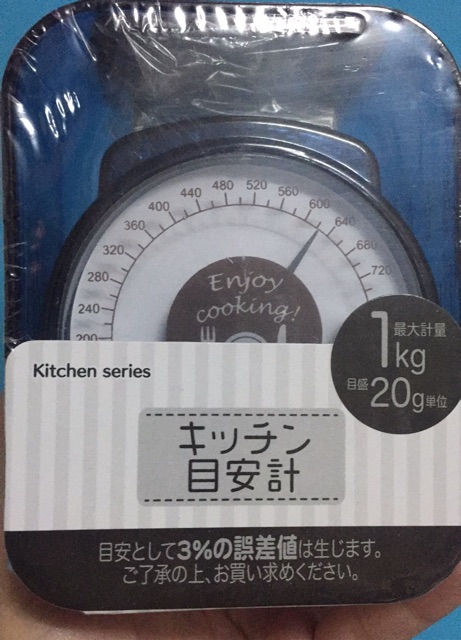 200
240
280
320
360
400
440
480
520
560
600
640
680
720
Enjoy
cooking!
最大計量
1kg
目盛20g単位
Kitchen series
キッチン
目安計
目安として3%の誤差値は生じます。
ご了承の上、お買い求めください。